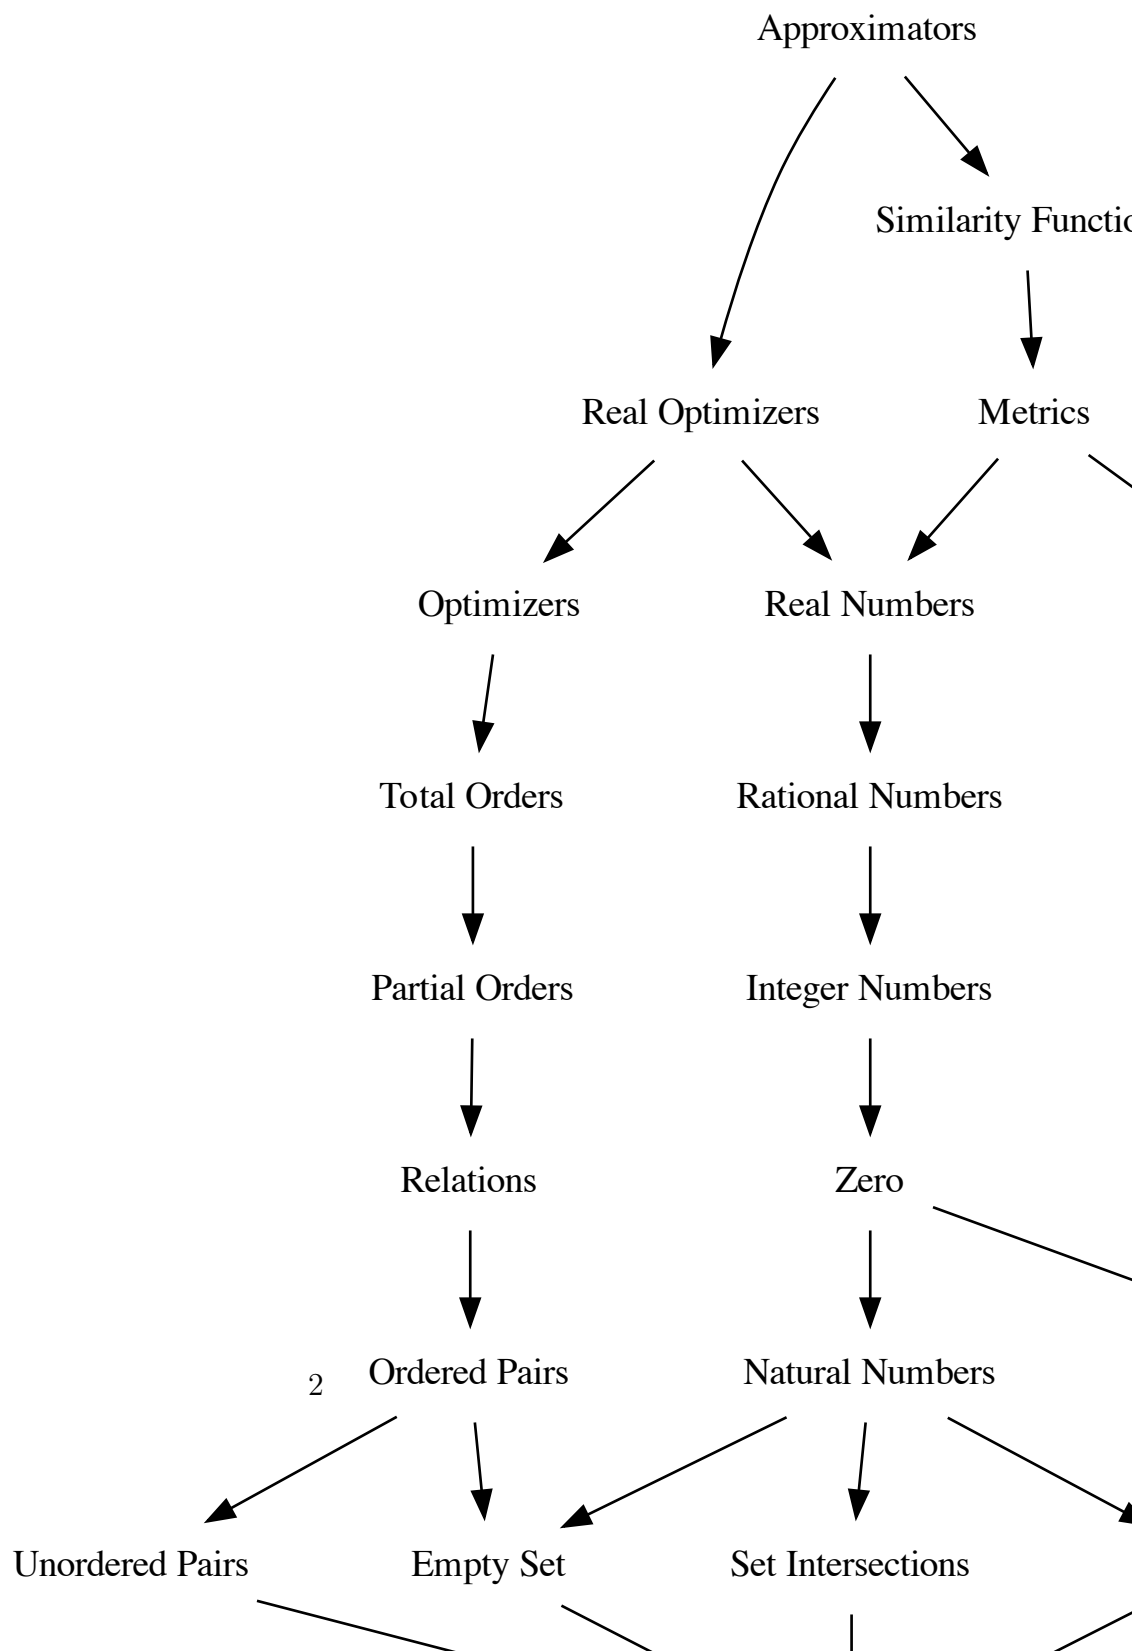 Approximators
Similarity Functio
Real Optimizers Metrics
Optimizers Real Numbers
Total Orders Rational Numbers
Partial Orders Integer Numbers
Relations Zero
2 Ordered Pairs Natural Numbers
Unordered Pairs Empty Set Set Intersections